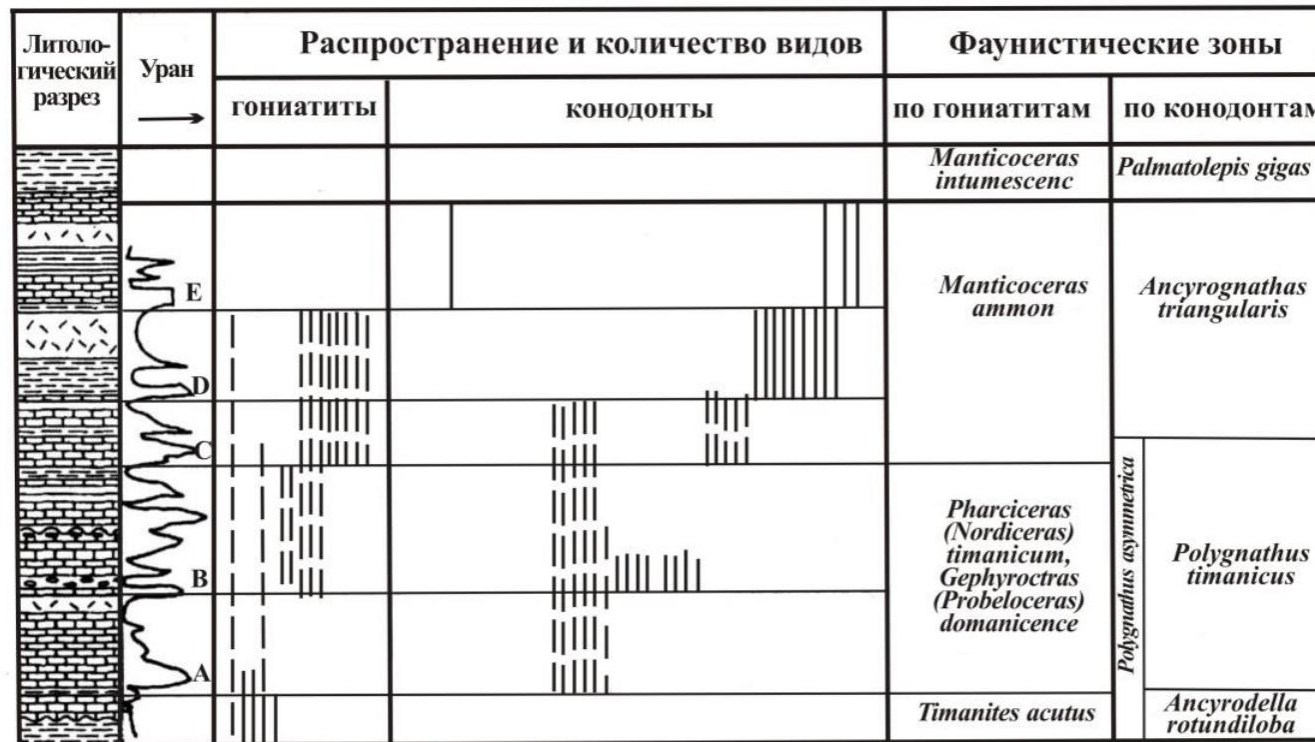 Литоло-
гический
разрез
Уран
Распространение и количество видов
Фаунистические зоны
гониатиты
конодонты
по гониатитам
по конодонтам
Manticoceras
intumescenc
Palmatolepis gigas
E
Manticoceras
ammon
Ancyrognathas
triangularis
D
C
B
A
Pharciceras
(Nordiceras)
timanicum,
Gephyroctras
(Probeloceras)
domanicence
Polygnathus asymmetrica
Polygnathus
timanicus
Timanites acutus
Ancyrodella
rotundiloba